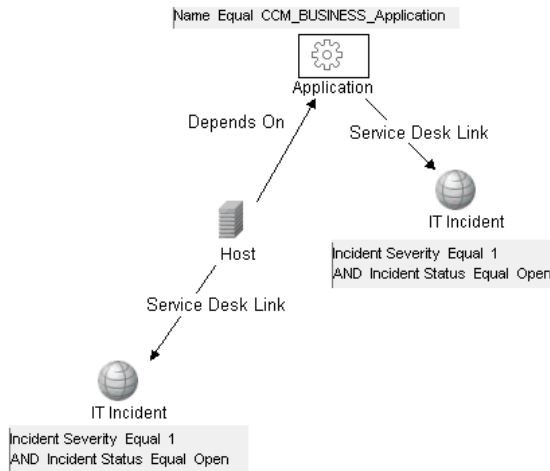 Name Equal CCM_BUSINESS_Application
Application
Depends On
Service Desk Link
IT Incident
Incident Severity Equal 1
AND Incident Status Equal Open
Host
Service Desk Link
IT Incident
Incident Severity Equal 1
AND Incident Status Equal Open